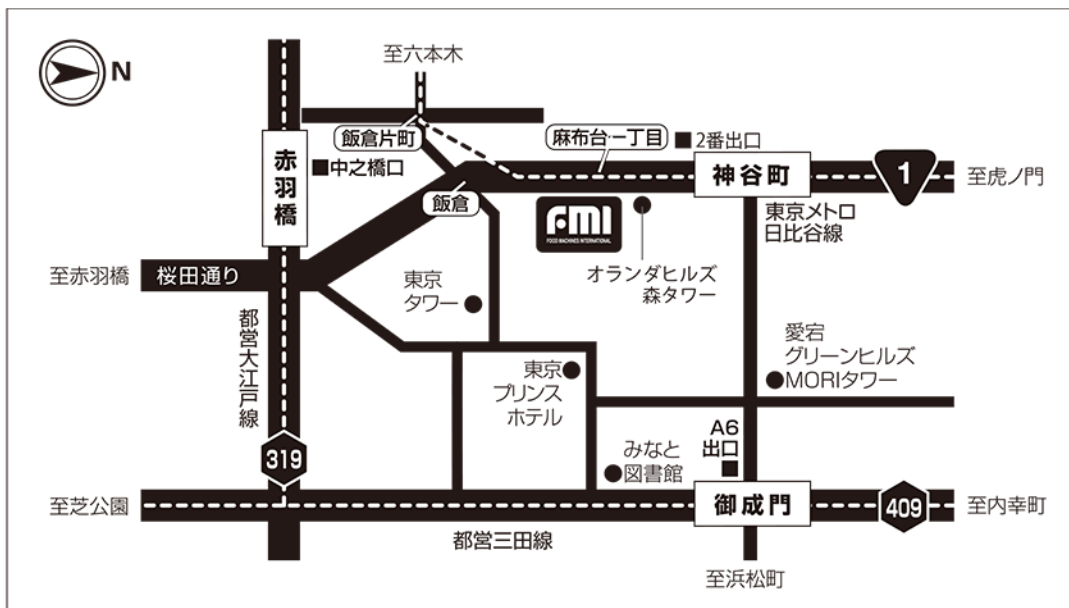 N
至六本木
飯倉片町
麻布台一丁目
2番出口
赤羽橋
中之橋口
神谷町
1
至虎ノ門
飯倉
FMI
FOOD MACHINES INTERNATIONAL
東京メトロ
日比谷線
至赤羽橋
桜田通り
東京
タワー
オランダヒルズ
森タワー
都営大江戸線
愛宕
グリーンヒルズ
MORIタワー
東京
プリンス
ホテル
A6
出口
319
みなと
図書館
至芝公園
御成門
409
至内幸町
都営三田線
至浜松町